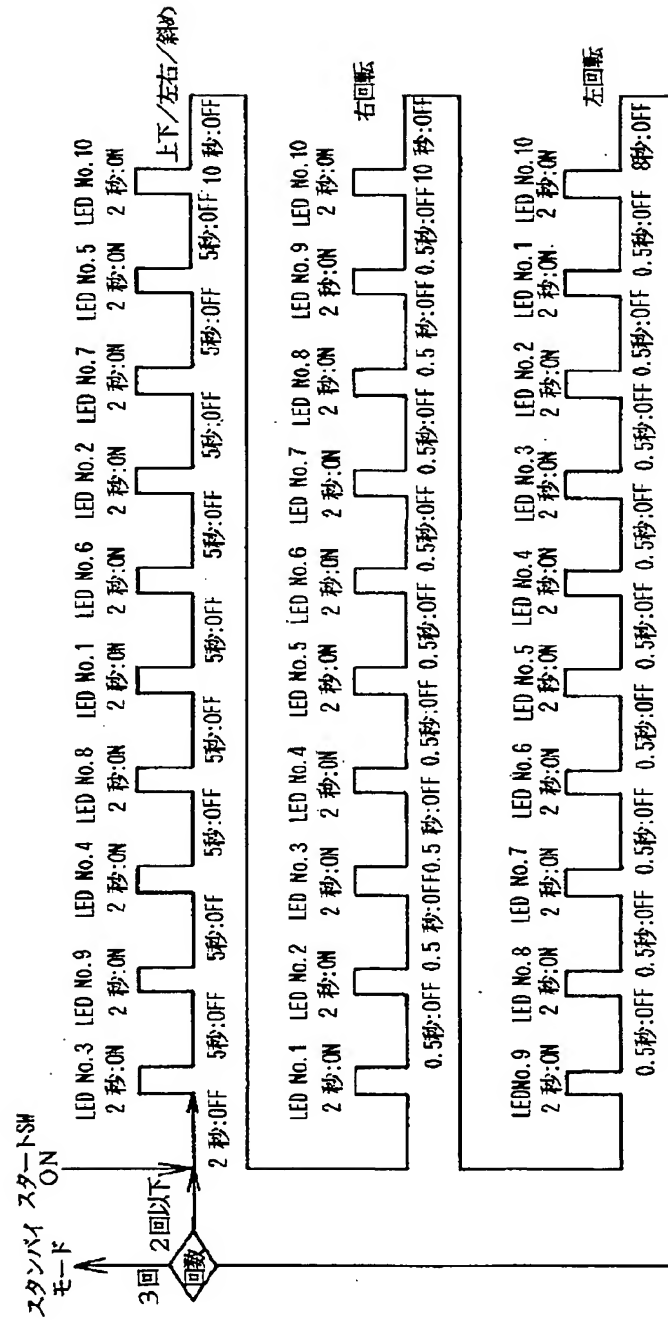 スタンバイ モード
スタートSW ON
3回
2回以下
回数
LED No.3 LED No.9 LED No.4 LED No.8 LED No.1 LED No.6 LED No.2 LED No.7 LED No.5 LED No.10
2 秒:ON 2 秒:ON 2 秒:ON 2 秒:ON 2 秒:ON 2 秒:ON 2 秒:ON 2 秒:ON 2 秒:ON 2 秒:ON
上下/左右/斜め
2 秒:OFF 5秒:OFF 5秒:OFF 5秒:OFF 5秒:OFF 5秒:OFF 5秒:OFF 5秒:OFF 5秒:OFF 5秒:OFF 10 秒:OFF
LED No.1 LED No.2 LED No.3 LED No.4 LED No.5 LED No.6 LED No.7 LED No.8 LED No.9 LED No.10
2 秒:ON 2 秒:ON 2 秒:ON 2 秒:ON 2 秒:ON 2 秒:ON 2 秒:ON 2 秒:ON 2 秒:ON 2 秒:ON
右回転
0.5秒:OFF 0.5 秒:OFF 0.5 秒:OFF 0.5秒:OFF 0.5秒:OFF 0.5秒:OFF 0.5秒:OFF 0.5 秒:OFF 0.5秒:OFF 10 秒:OFF
LEDNo.9 LED No.8 LED No.7 LED No.6 LED No.5 LED No.4 LED No.3 LED No.2 LED No.1 LED No.10
2 秒:ON 2 秒:ON 2 秒:ON 2 秒:ON 2 秒:ON 2 秒:ON 2 秒:ON 2 秒:ON 2 秒:ON. 2 秒:ON
左回転
0.5秒:OFF 0.5秒:OFF 0.5秒:OFF 0.5秒:OFF 0.5秒:OFF 0.5秒:OFF 0.5秒:OFF 0.5秒:OFF 0.5秒:OFF 8秒:OFF